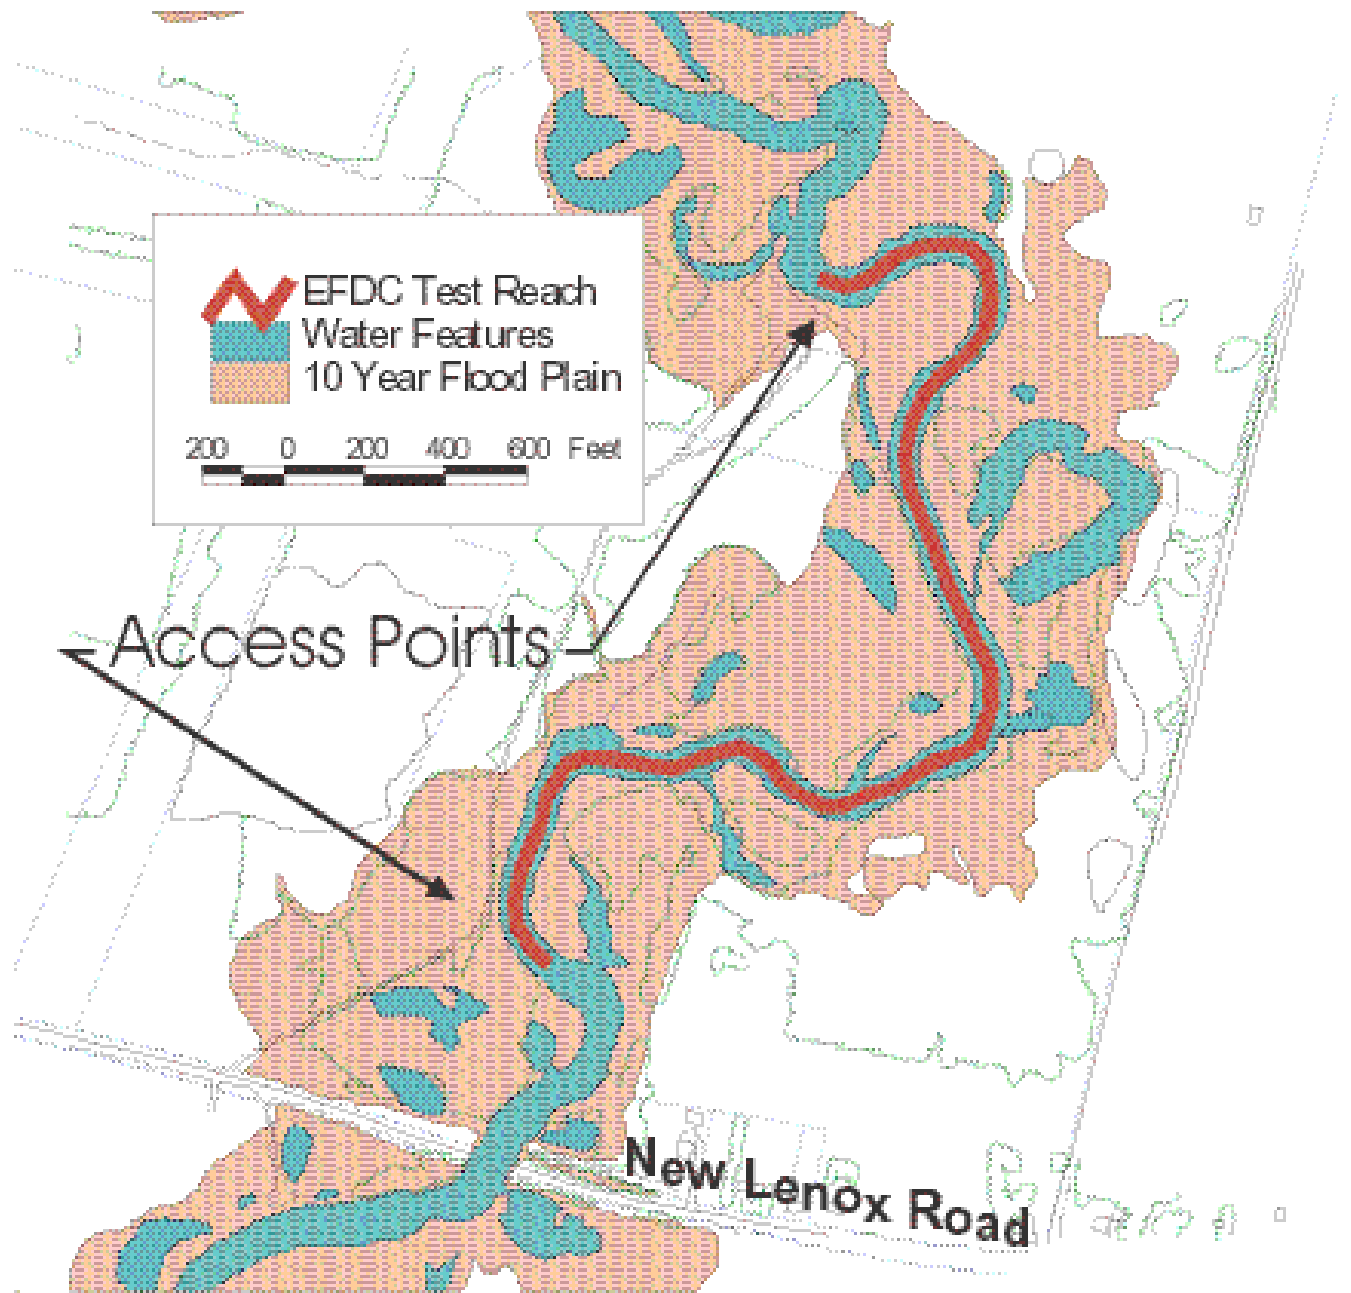 EFDC Test Reach
Water Features
10 Year Flood Plain
200 0 200 400 600 Feet
Access Points
New Lenox Road